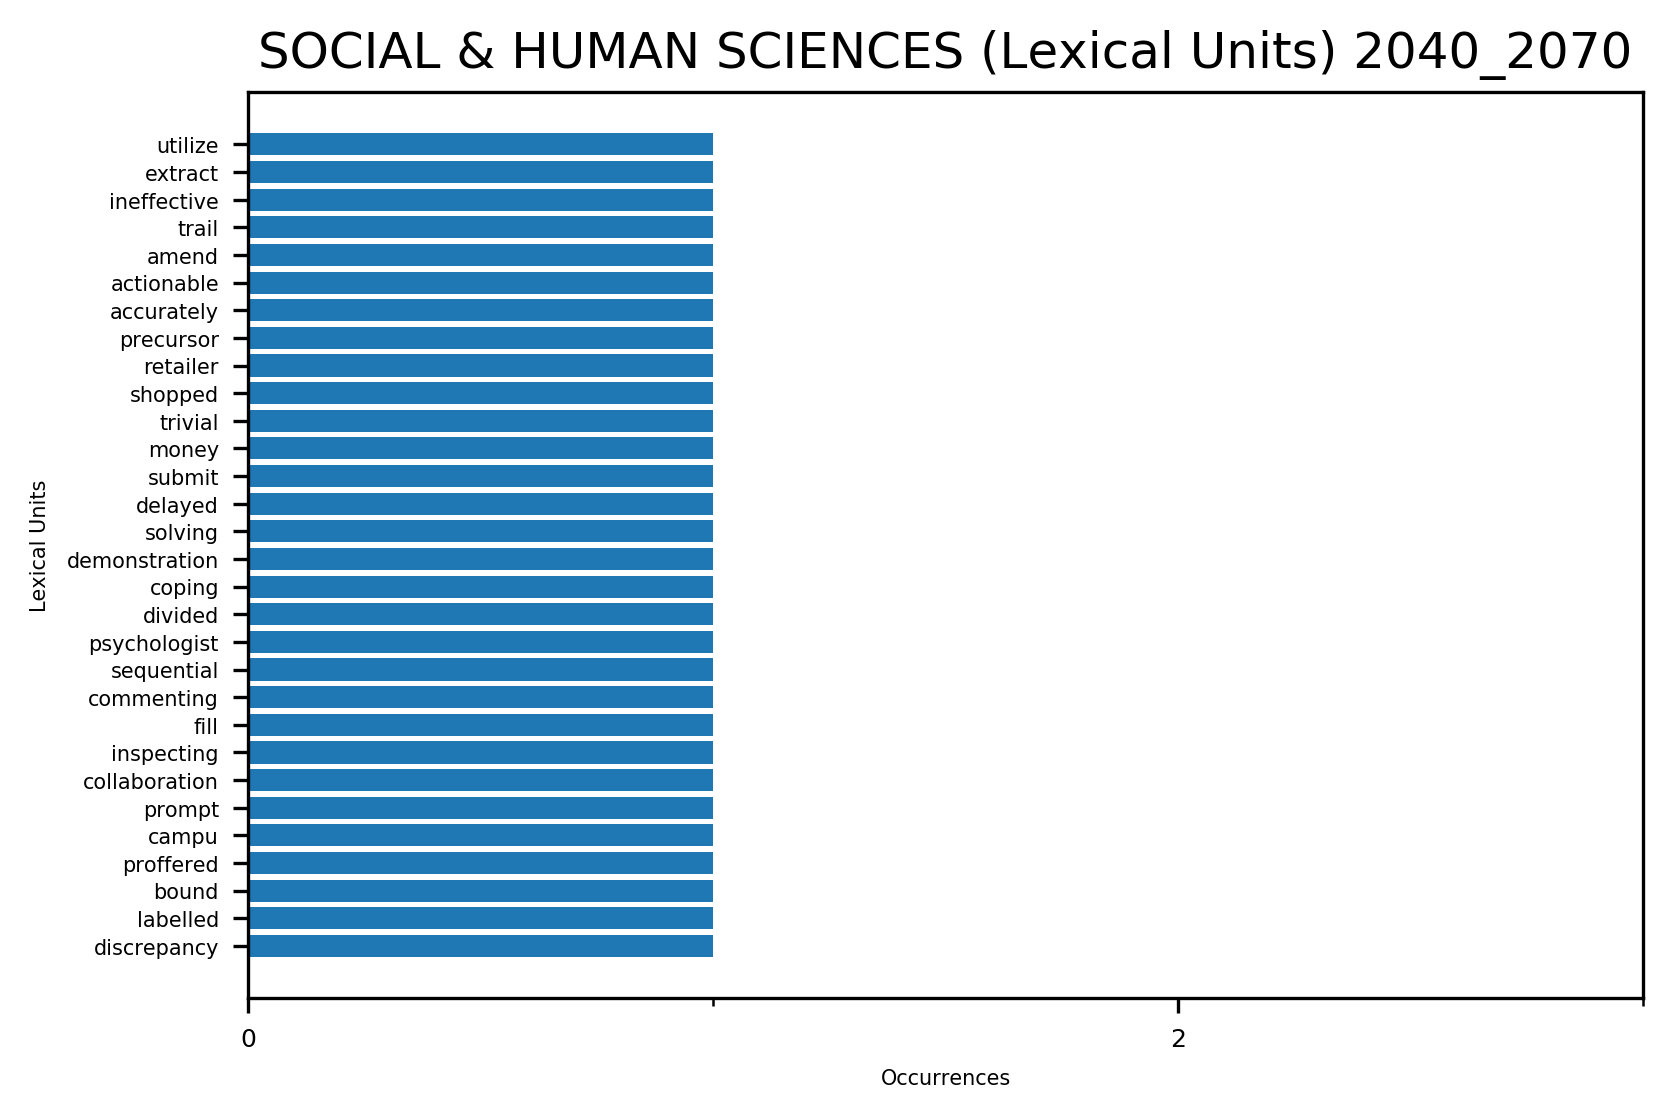 SOCIAL & HUMAN SCIENCES (Lexical Units) 2040_2070
utilize
extract
ineffective
trail
amend
actionable
accurately
precursor
retailer
shopped
trivial
money
submit
delayed
solving
demonstration
coping
divided
psychologist
sequential
commenting
fill
inspecting
collaboration
prompt
campu
proffered
bound
labelled
discrepancy
Lexical Units
0 2
Occurrences